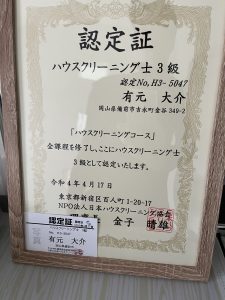 認定証
ハウスクリーニング士3級
認定No,H3-5047
有元 大介
岡山県備前市吉永町金谷 349-2
「ハウスクリーニングコース」
全課程を修了し、ここにハウスクリーニング士
3級として認定いたします。
令和4年4月17日
東京都新宿区百人町1-20-17
NPO法人日本ハウスクリーニング協会
理事長 金子 晴雄
認定証
有元 大介